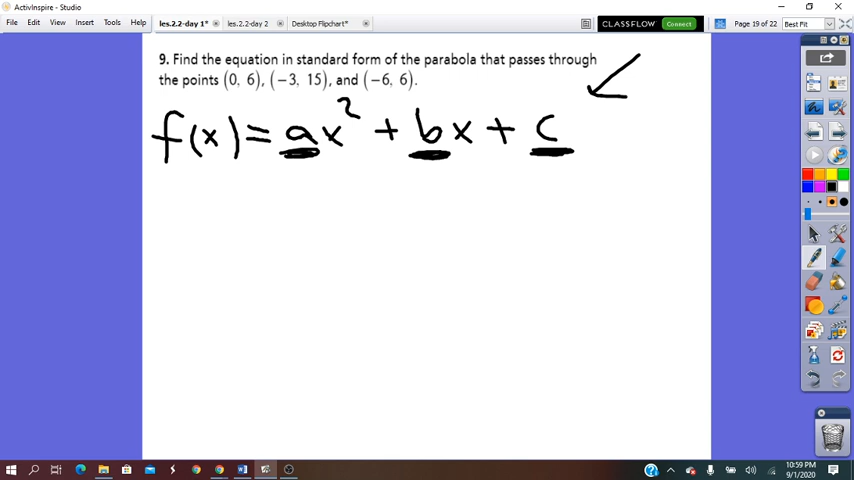 ActivInspire - Studio
File Edit View Insert Tools Help
les.2.2-day 1* les.2.2-day 2 Desktop Flipchart*
CLASSFLOW Connect
Page 19 of 22 Best Fit
9. Find the equation in standard form of the parabola that passes through
the points (0, 6), (−3, 15), and (−6, 6).
f(x) = ax² + bx + c
10:59 PM
9/1/2020